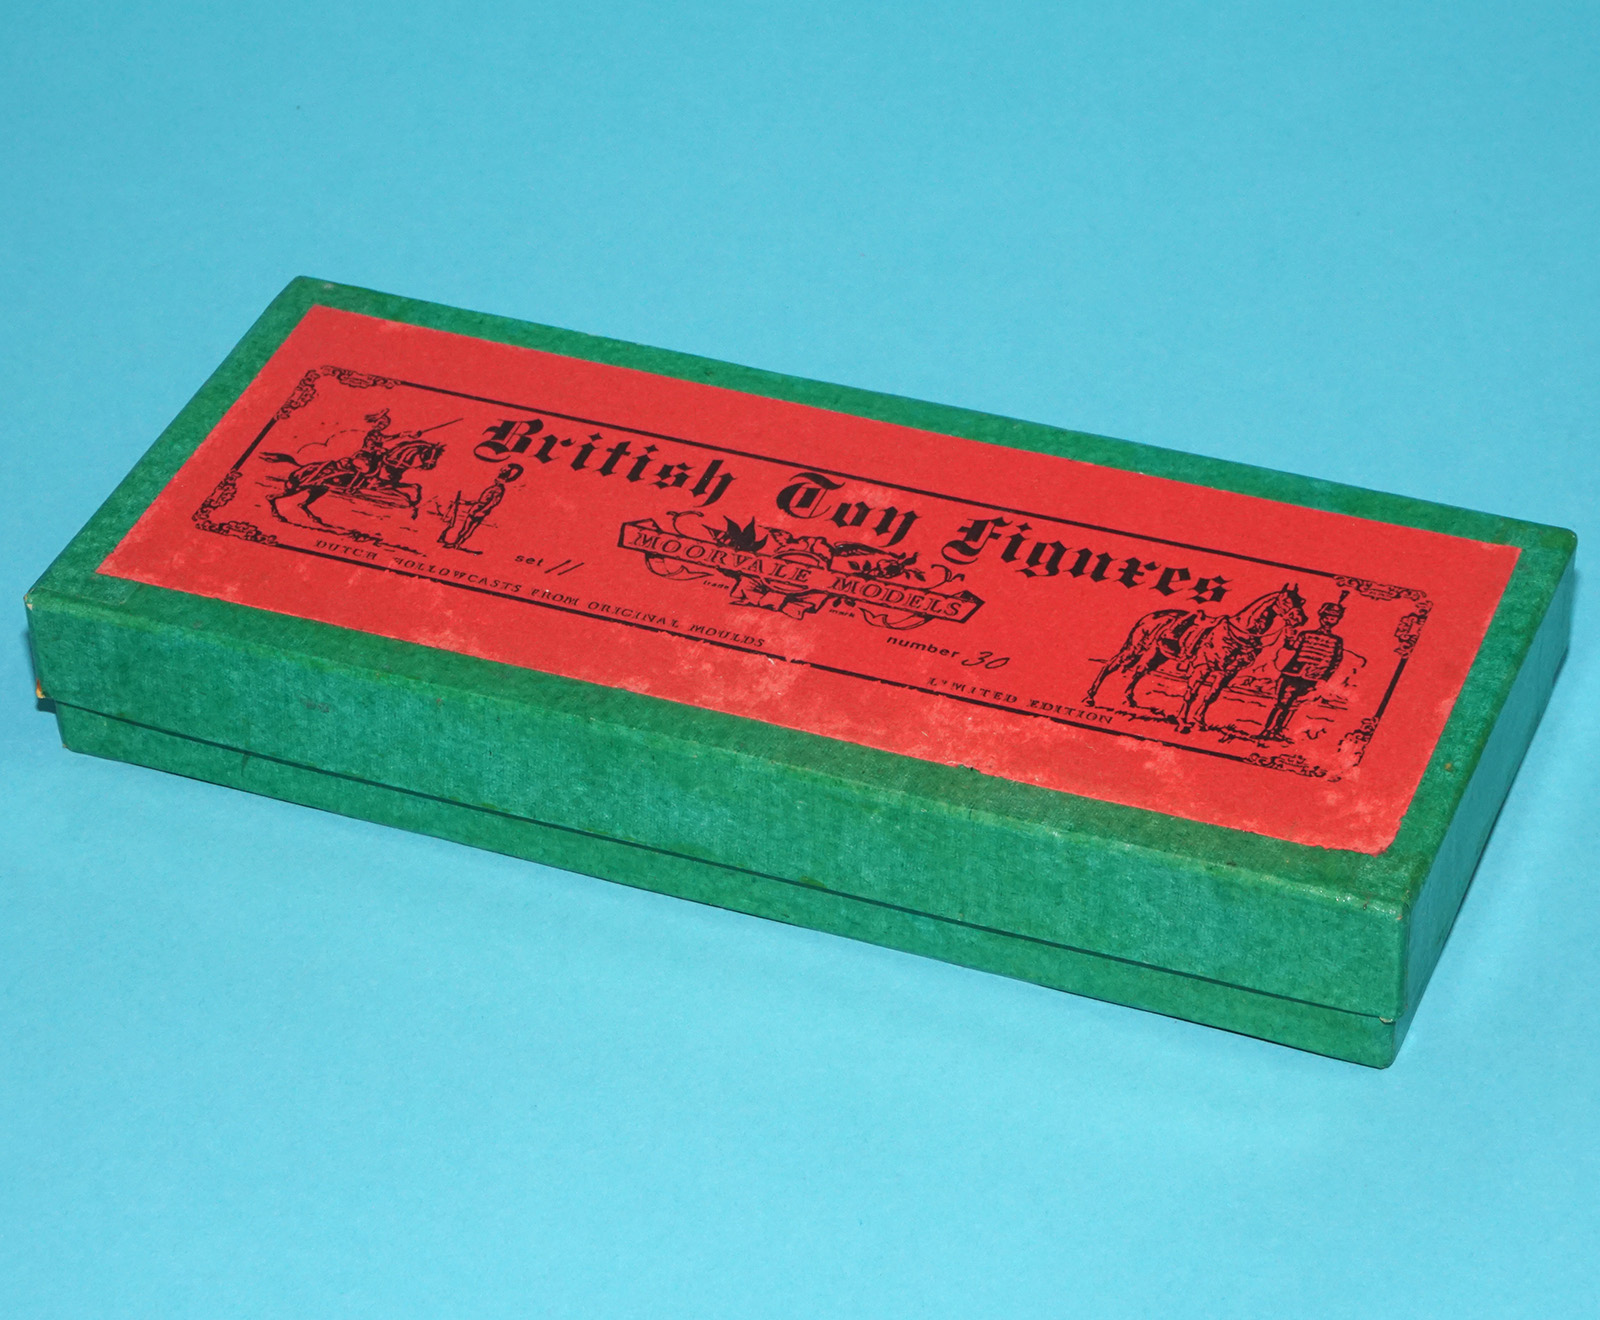 British Toy Figures
MOORVALE MODELS
trade mark
set 11
number 30
DUTCH HOLLOWCASTS FROM ORIGINAL MOULDS
LIMITED EDITION